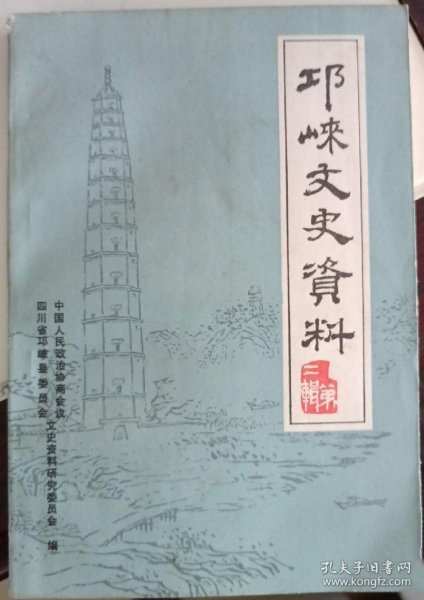 邛崃文史資料
第二輯
中国人民政治协商会议
四川省邛崃县委员会
文史资料研究委员会 编
孔夫子旧书网
www.kongfz.com